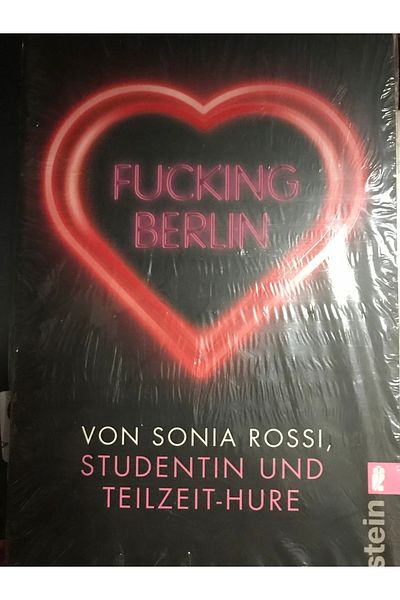 FUCKING
BERLIN
VON SONIA ROSSI,
STUDENTIN UND
TEILZEIT-HURE
stein